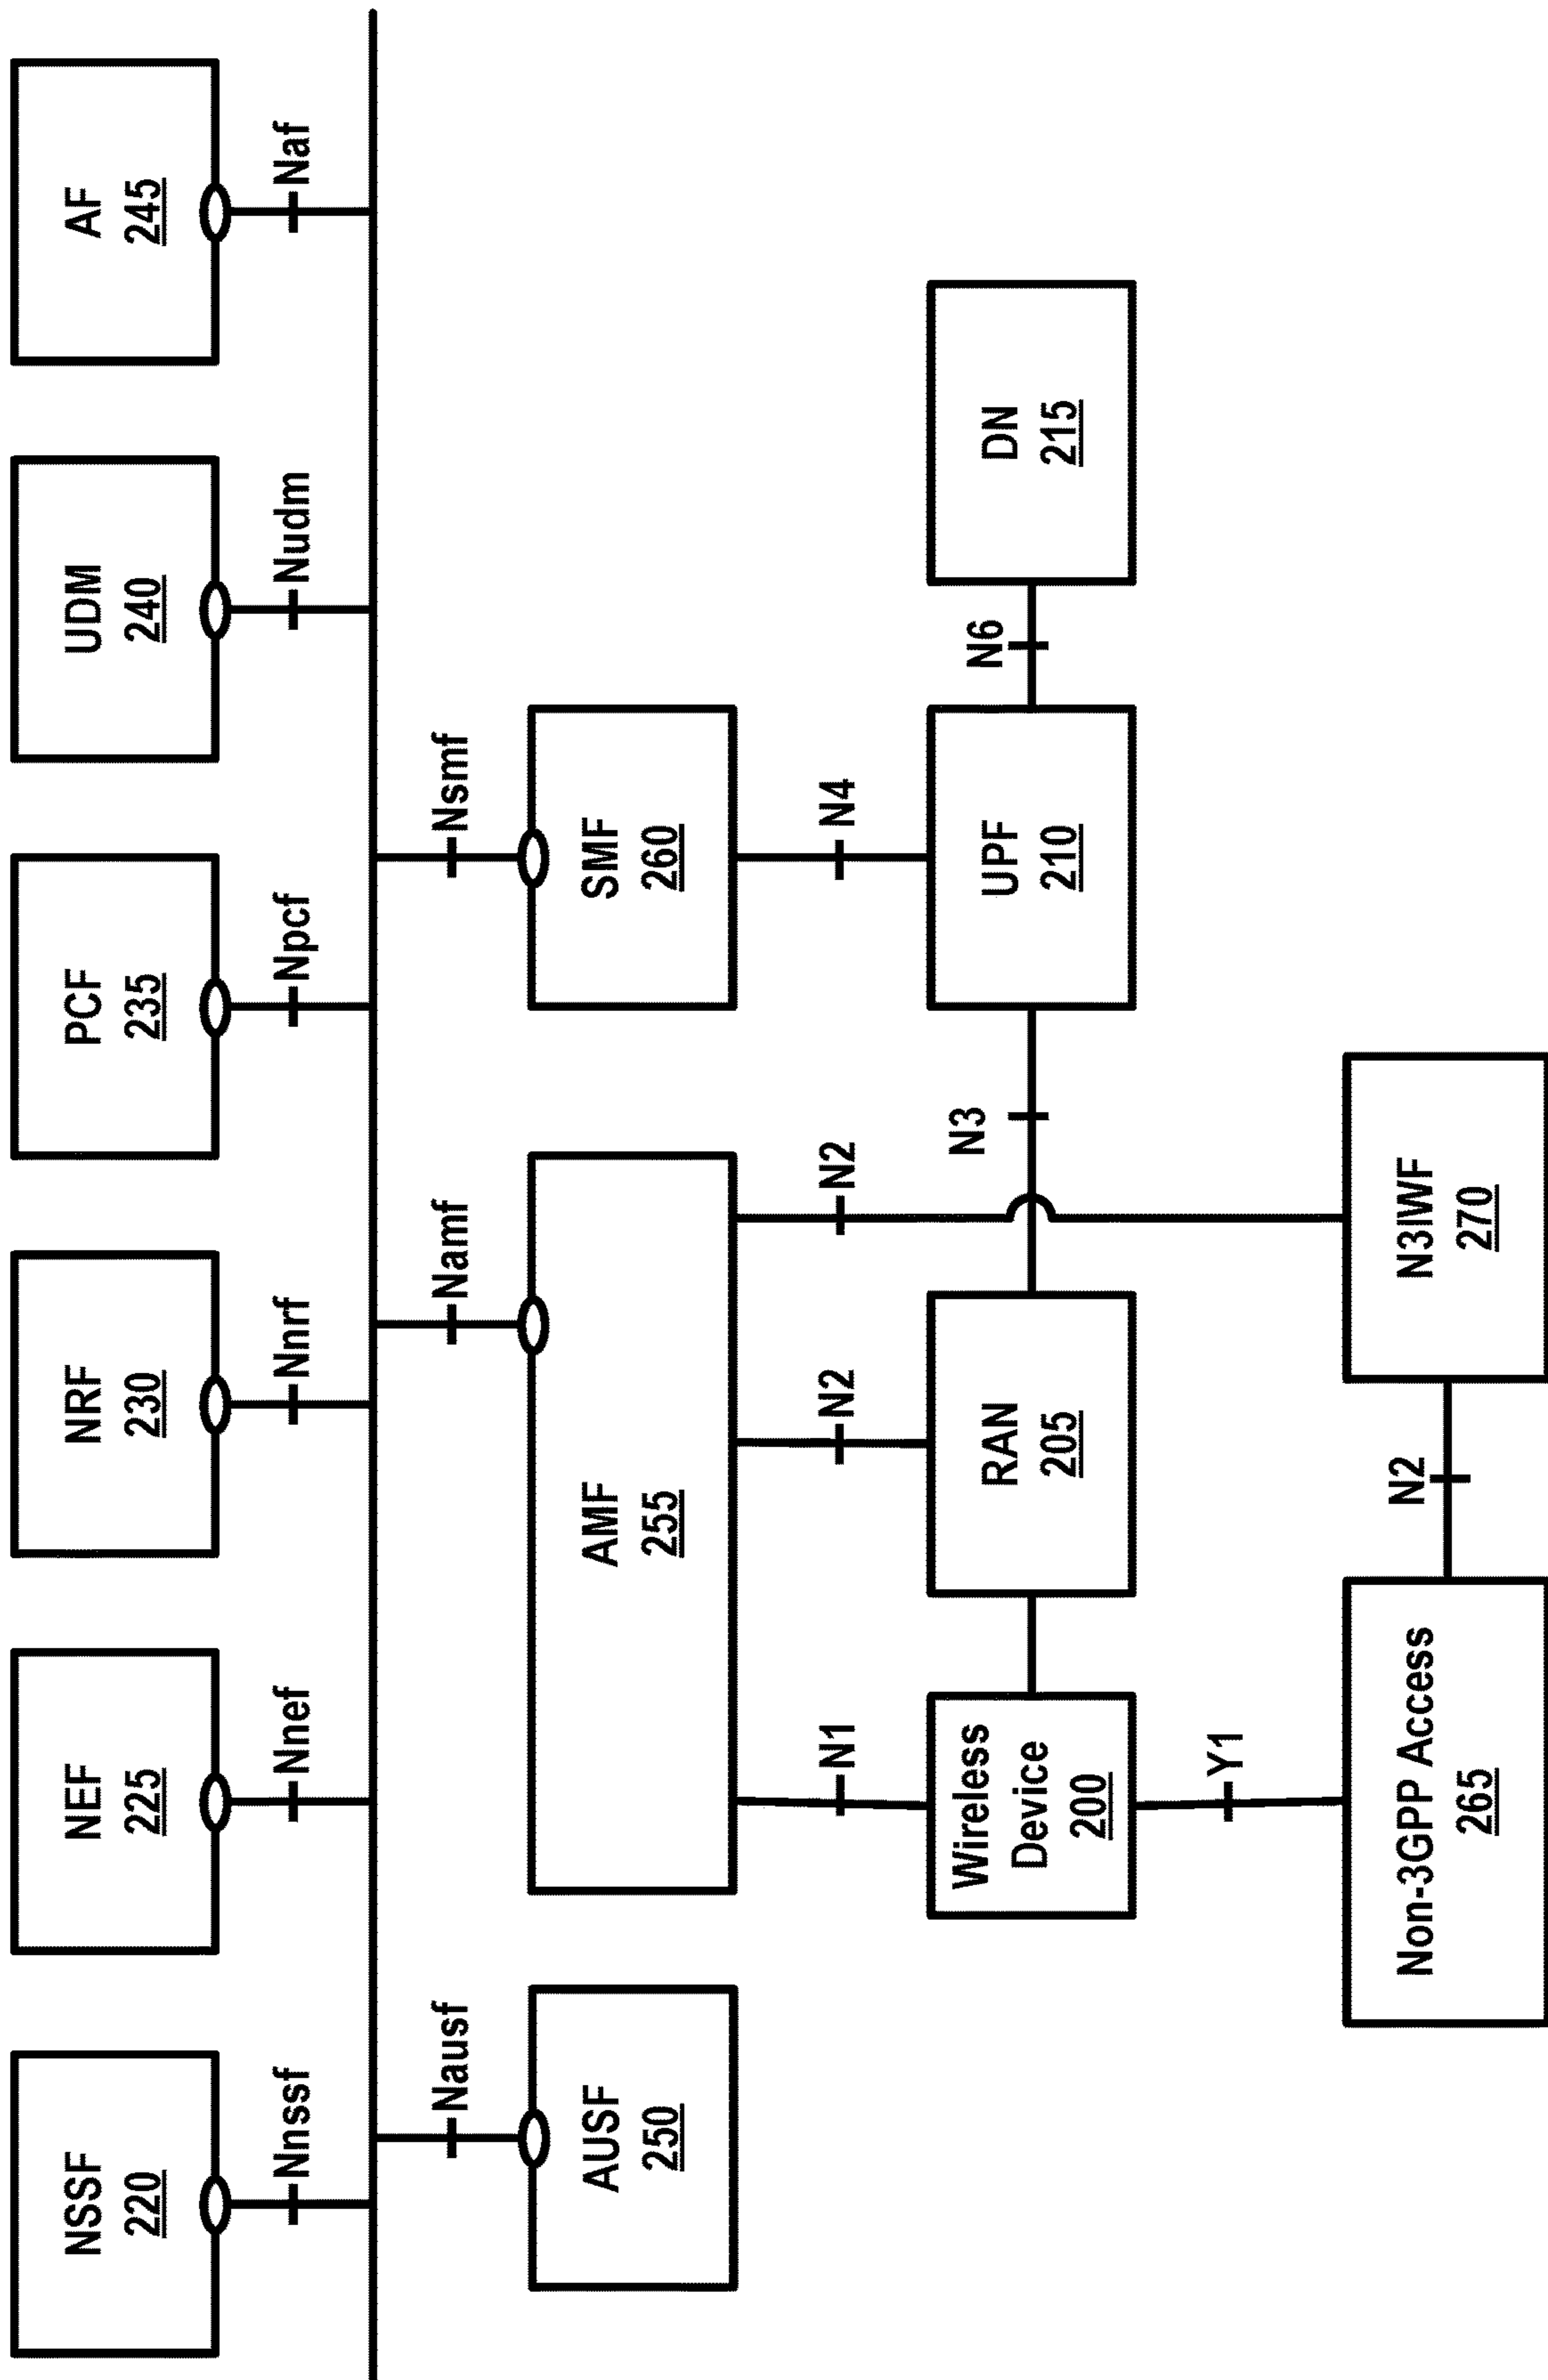 NSSF
220
NEF
225
NRF
230
PCF
235
UDM
240
AF
245
Nnssf
Nnef
Nnrf
Npcf
Nudm
Naf
Nausf
Namf
Nsmf
AUSF
250
AMF
255
SMF
260
N1
N2
N2
N4
Wireless
Device
200
RAN
205
N3
UPF
210
N6
DN
215
Y1
Non-3GPP Access
265
N2
N3IWF
270